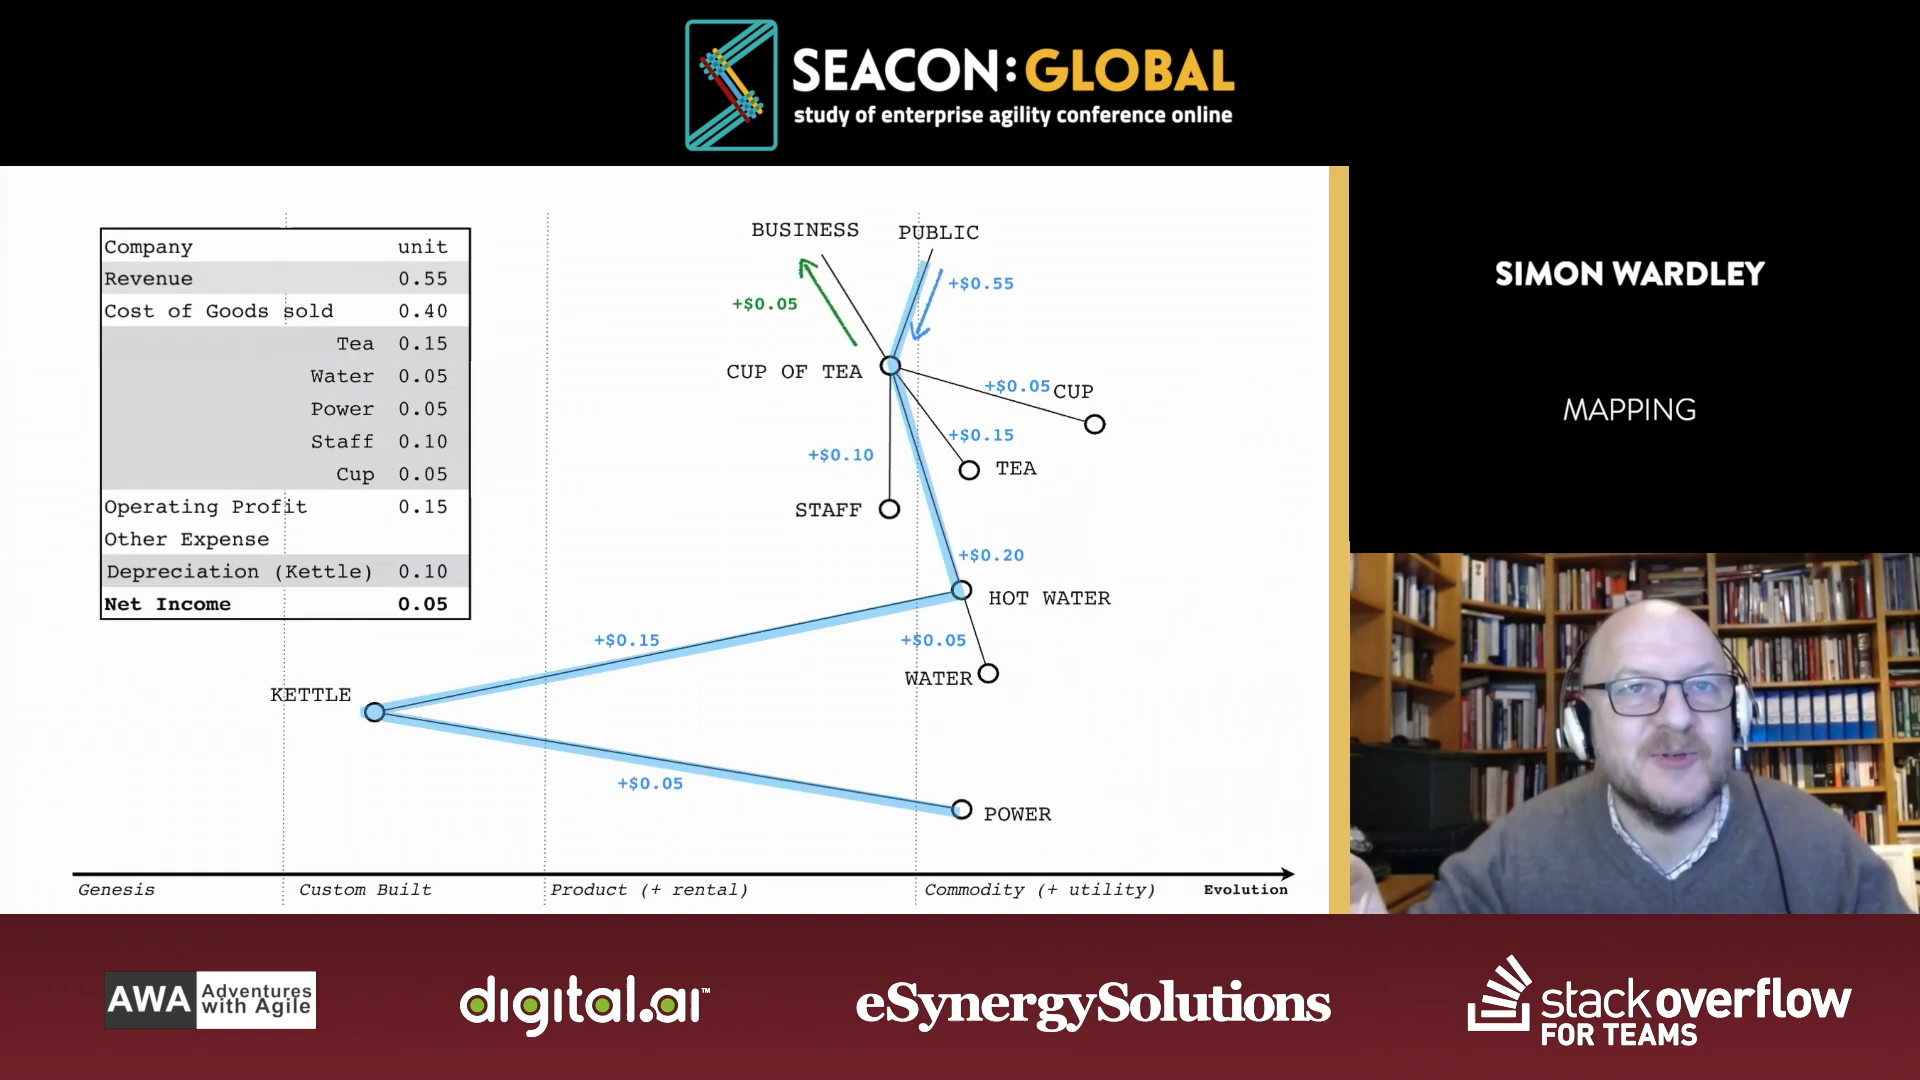 SEACON:GLOBAL
study of enterprise agility conference online
SIMON WARDLEY
MAPPING
Company unit
Revenue 0.55
Cost of Goods sold 0.40
Tea 0.15
Water 0.05
Power 0.05
Staff 0.10
Cup 0.05
Operating Profit 0.15
Other Expense
Depreciation (Kettle) 0.10
Net Income 0.05
BUSINESS
PUBLIC
+$0.55
+$0.05
CUP OF TEA
+$0.05
CUP
+$0.15
+$0.10
TEA
STAFF
+$0.20
HOT WATER
+$0.15
+$0.05
WATER
KETTLE
+$0.05
POWER
Genesis
Custom Built
Product (+ rental)
Commodity (+ utility)
Evolution
AWA Adventures
with Agile
digital.ai™
eSynergySolutions
stackoverflow
FOR TEAMS